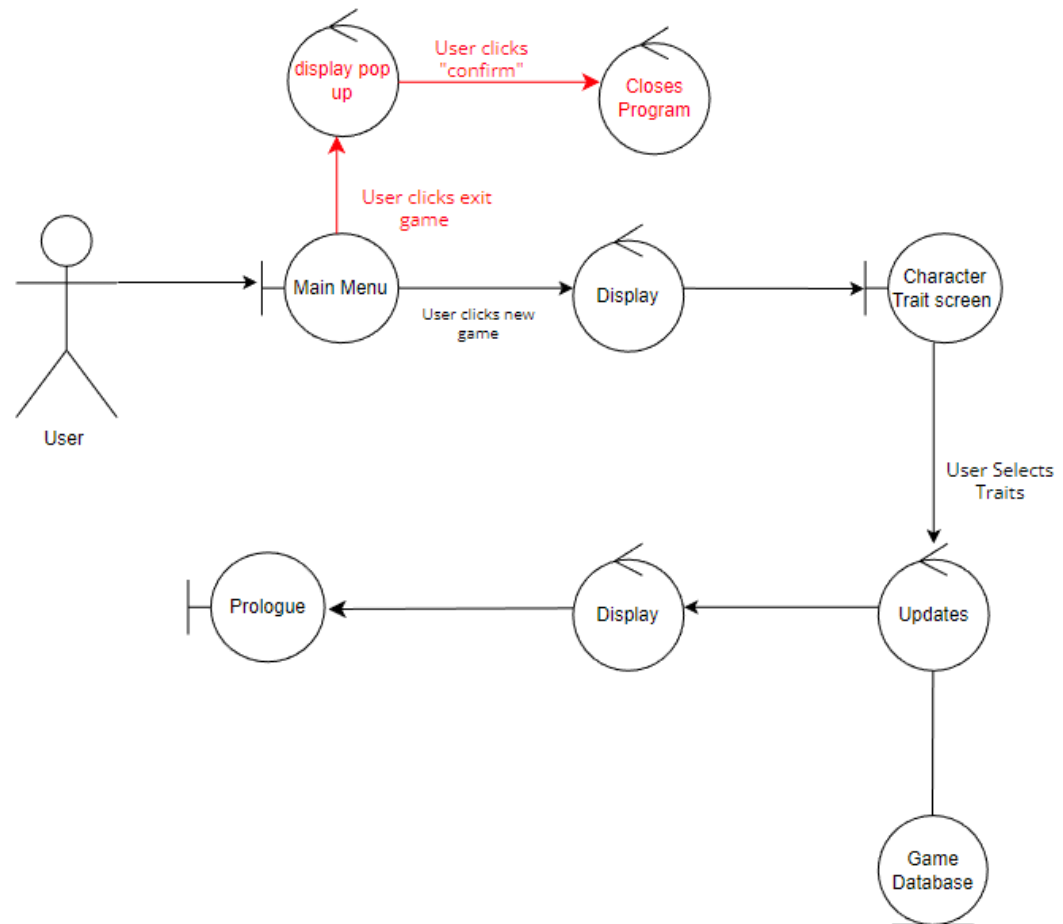 display pop
up
User clicks
"confirm"
Closes
Program
User clicks exit
game
Main Menu
User clicks new
game
Display
Character
Trait screen
User
User Selects
Traits
Prologue
Display
Updates
Game
Database